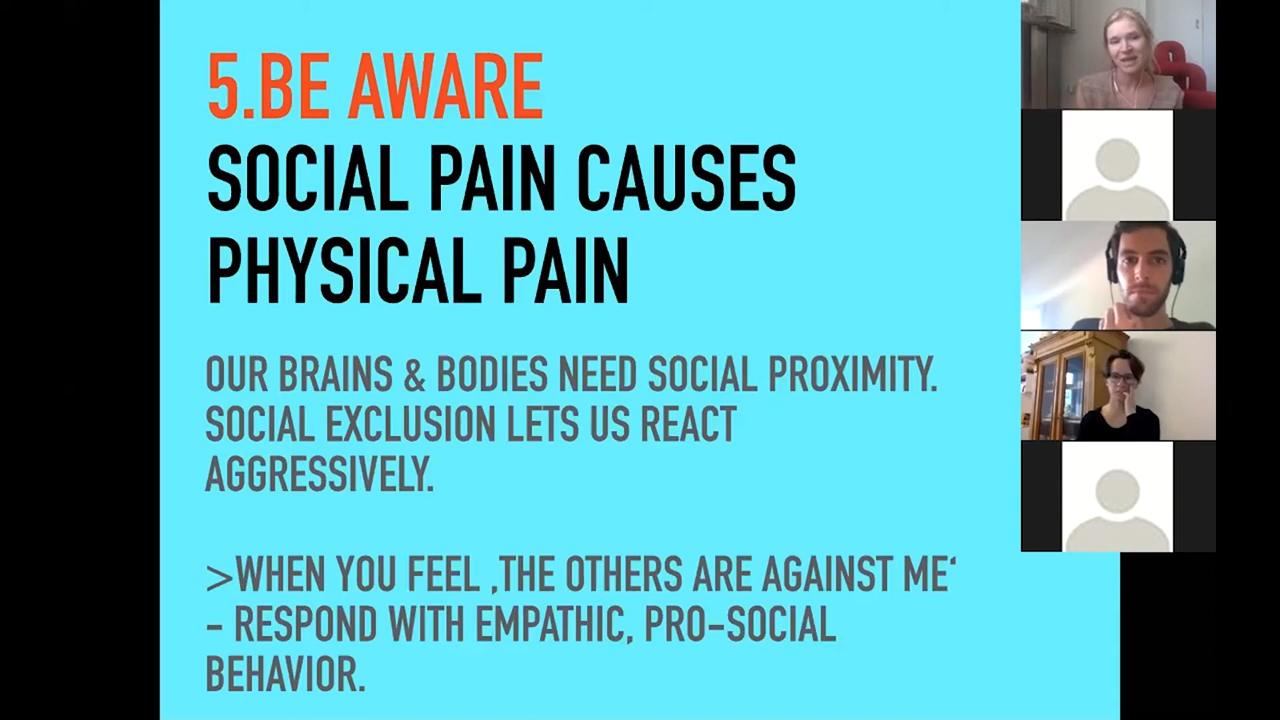 5.BE AWARE
SOCIAL PAIN CAUSES
PHYSICAL PAIN
OUR BRAINS & BODIES NEED SOCIAL PROXIMITY.
SOCIAL EXCLUSION LETS US REACT
AGGRESSIVELY.
>WHEN YOU FEEL ‚THE OTHERS ARE AGAINST ME‘
- RESPOND WITH EMPATHIC, PRO-SOCIAL
BEHAVIOR.